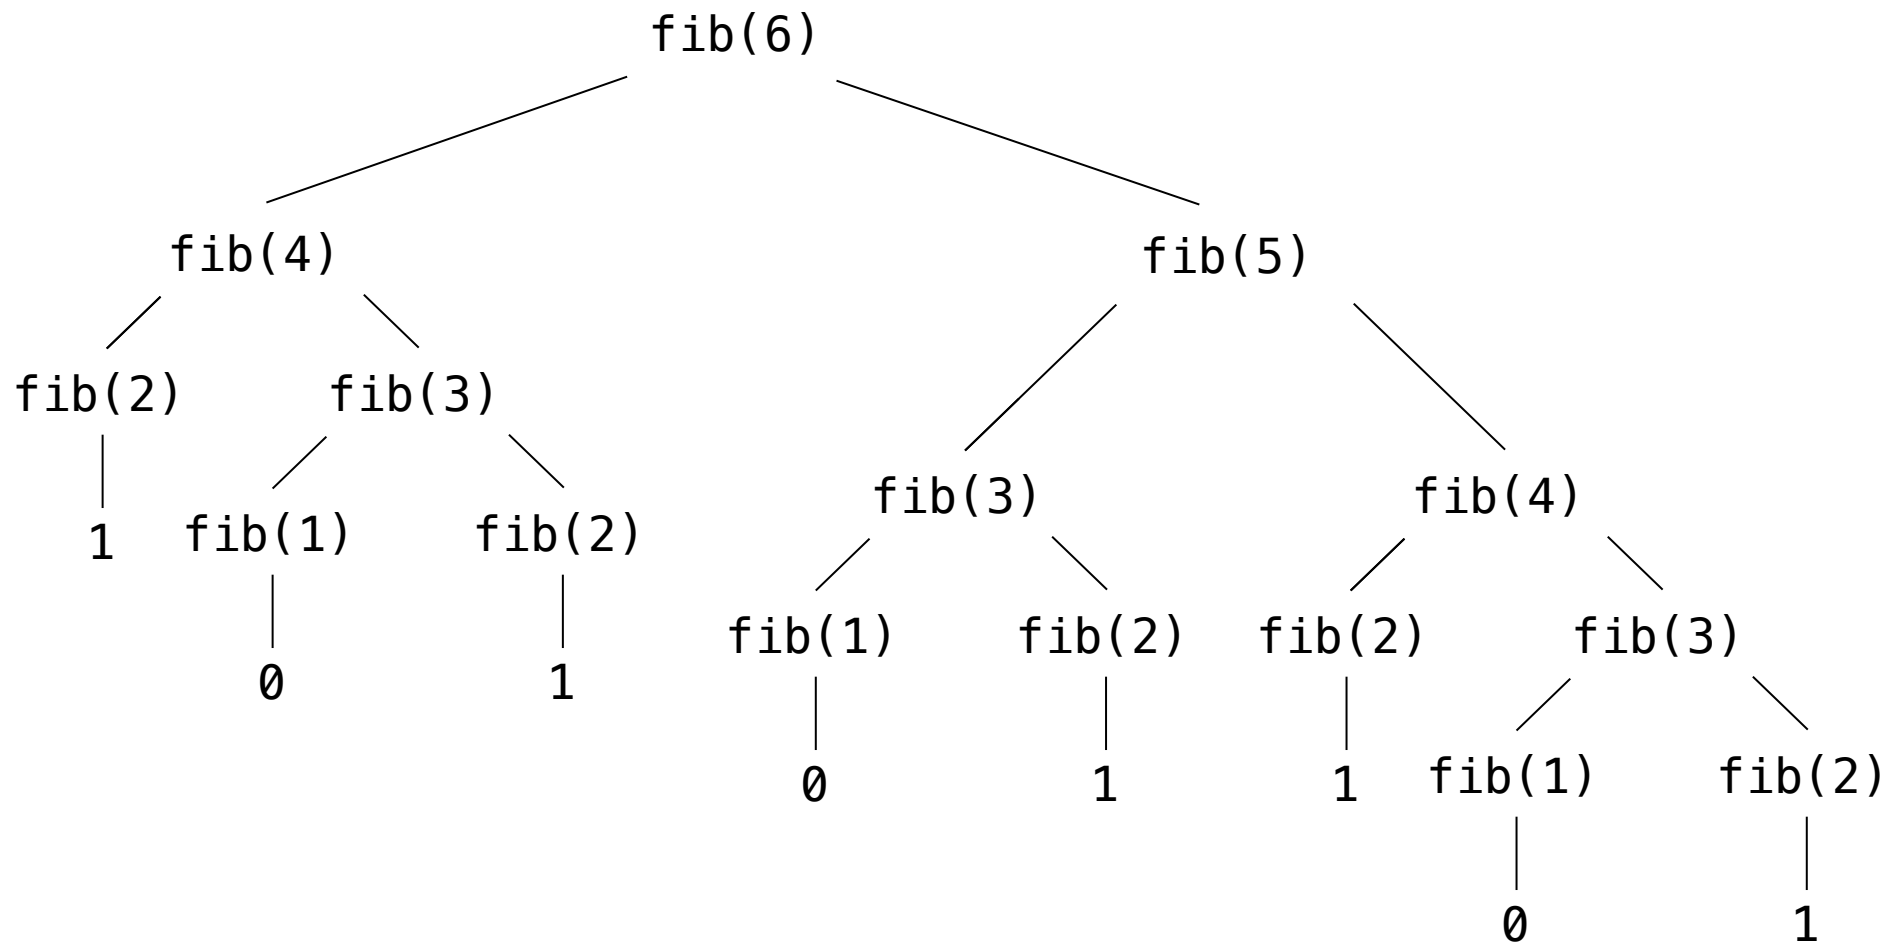 fib(6)
fib(4) fib(5)
fib(2) fib(3)
fib(3) fib(4)
1 fib(1) fib(2)
fib(1) fib(2) fib(2) fib(3)
0 1
0 1 1 fib(1) fib(2)
0 1